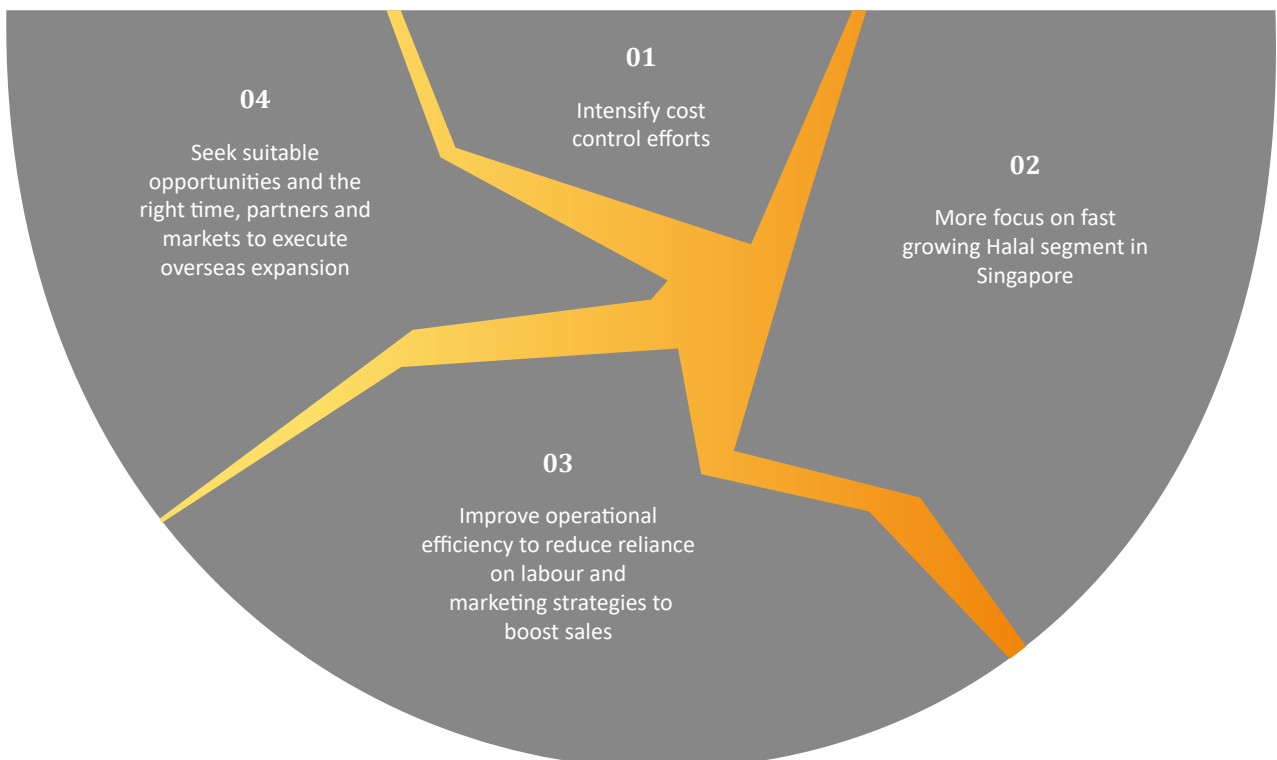 01
Intensify cost
control efforts
02
More focus on fast
growing Halal segment in
Singapore
03
Improve operational
efficiency to reduce reliance
on labour and
marketing strategies to
boost sales
04
Seek suitable
opportunities and the
right time, partners and
markets to execute
overseas expansion